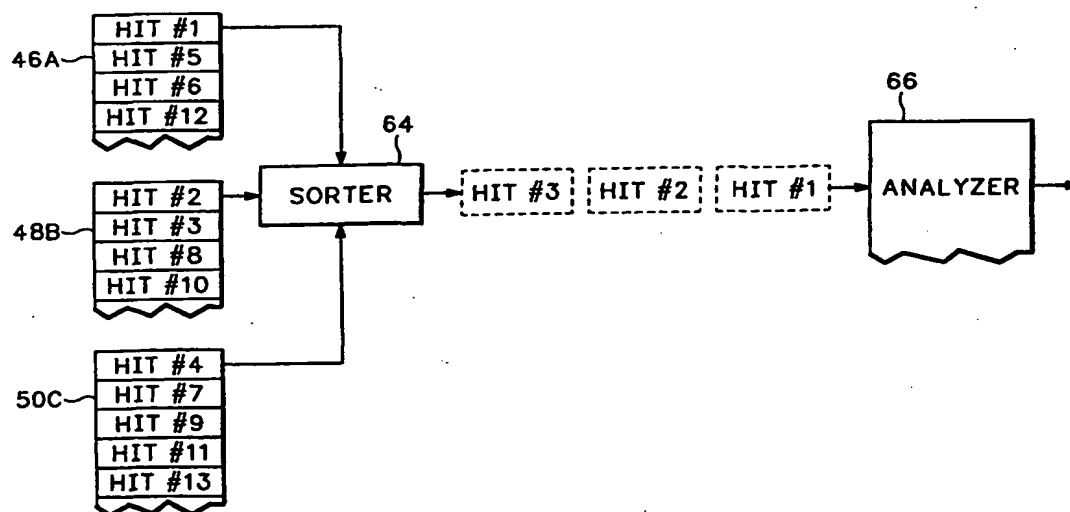 46A
HIT #1
HIT #5
HIT #6
HIT #12
48B
HIT #2
HIT #3
HIT #8
HIT #10
50C
HIT #4
HIT #7
HIT #9
HIT #11
HIT #13
64
SORTER
HIT #3
HIT #2
HIT #1
66
ANALYZER